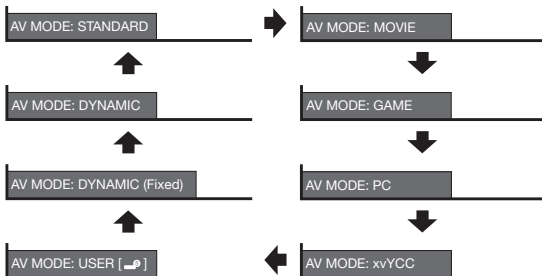 AV MODE: STANDARD
AV MODE: MOVIE
AV MODE: DYNAMIC
AV MODE: GAME
AV MODE: DYNAMIC (Fixed)
AV MODE: PC
AV MODE: USER [ ]
AV MODE: xvYCC